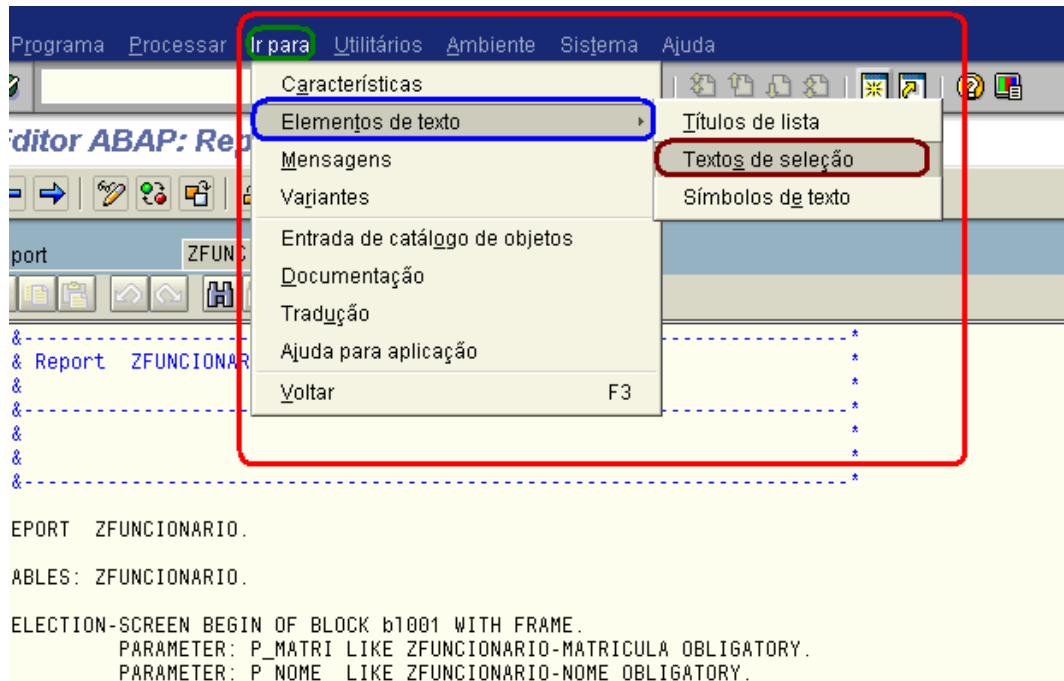 Programa Processar Ir para Utilitários Ambiente Sistema Ajuda
Características
Elementos de texto
Mensagens
Variantes
Entrada de catálogo de objetos
Documentação
Tradução
Ajuda para aplicação
Voltar F3
Títulos de lista
Textos de seleção
Símbolos de texto
ditor ABAP: Rep
port ZFUNC
&---------------------------------------------------------------------*
& Report ZFUNCIONAR *
& *
&---------------------------------------------------------------------*
& *
& *
&---------------------------------------------------------------------*
EPORT ZFUNCIONARIO.
ABLES: ZFUNCIONARIO.
ELECTION-SCREEN BEGIN OF BLOCK bl001 WITH FRAME.
PARAMETER: P_MATRI LIKE ZFUNCIONARIO-MATRICULA OBLIGATORY.
PARAMETER: P_NOME LIKE ZFUNCIONARIO-NOME OBLIGATORY.